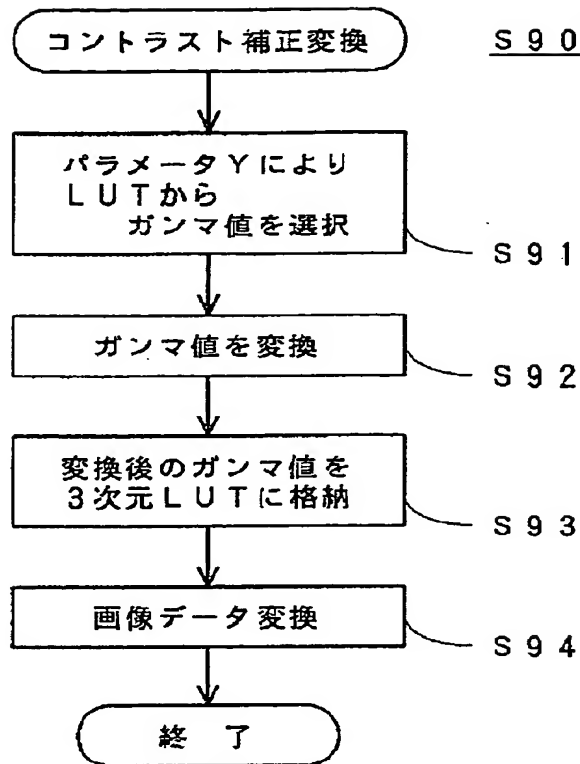 コントラスト補正変換
S90
パラメータYにより
LUTから
ガンマ値を選択
S91
ガンマ値を変換
S92
変換後のガンマ値を
3次元LUTに格納
S93
画像データ変換
S94
終了